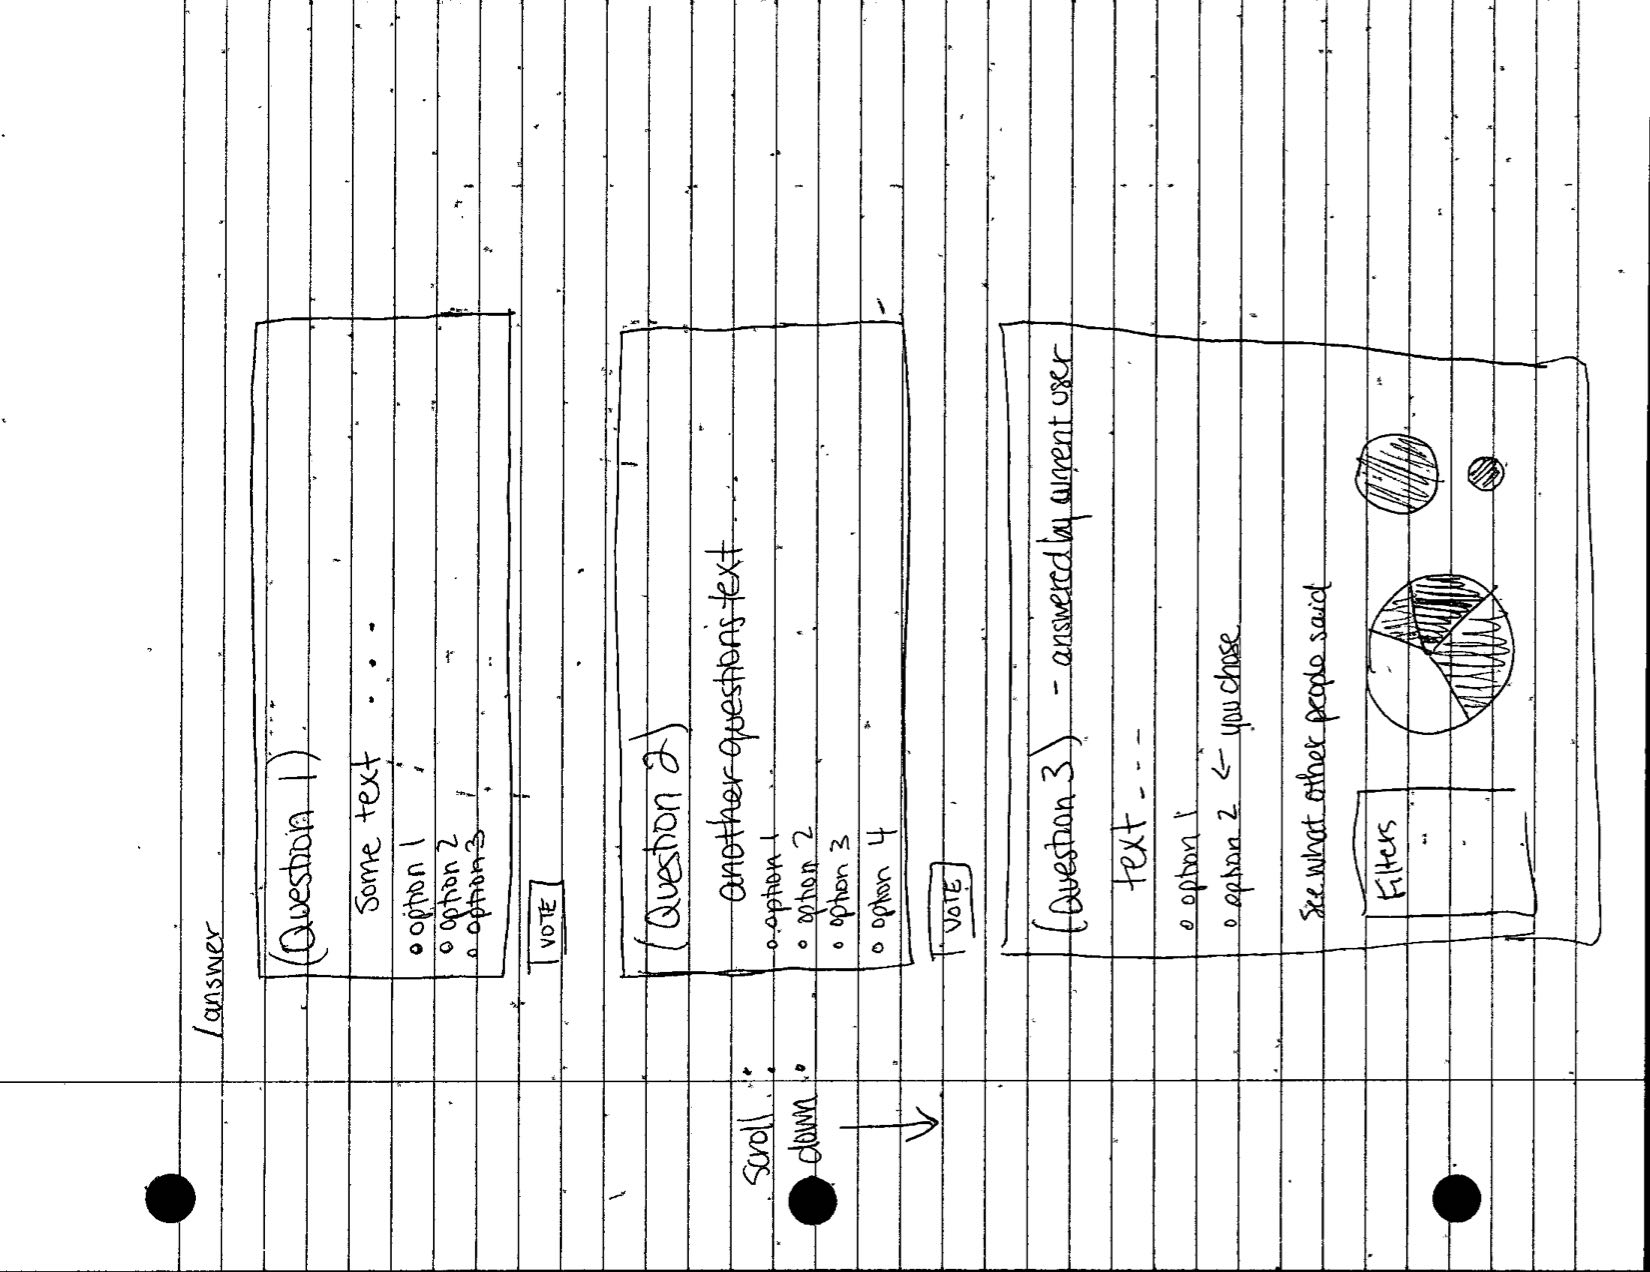 /answer
(Question 1)
Some text . . .
o option 1
o option 2
o option 3
VOTE
(Question 2)
another questions text . . . .
o option 1
o option 2
o option 3
o option 4
VOTE
scroll
down
(Question 3) - answered by current user
text - - -
o option 1
o option 2 ← you chose
See what other people said
Filters